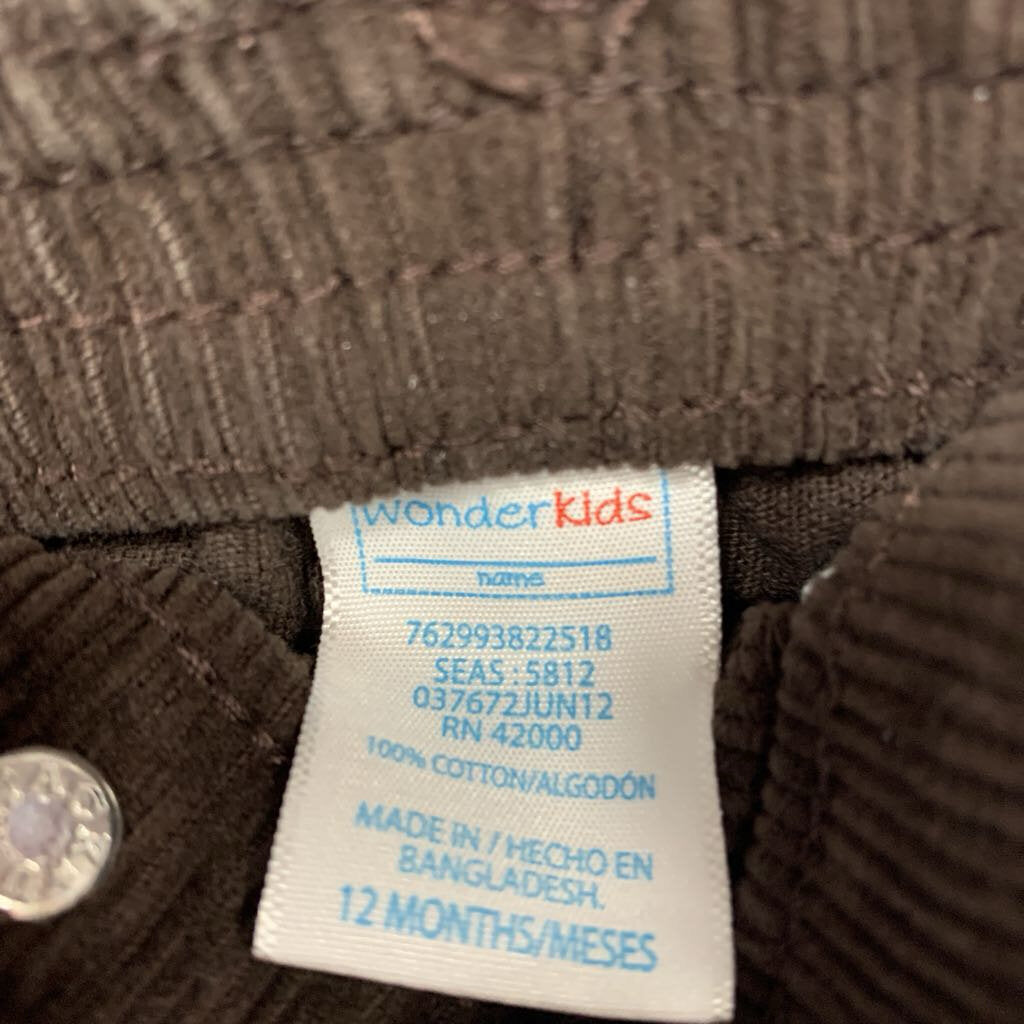 wonderkids
name
762993822518
SEAS : 5812
037672JUN12
RN 42000
100% COTTON/ALGODÓN
MADE IN / HECHO EN
BANGLADESH.
12 MONTHS/MESES